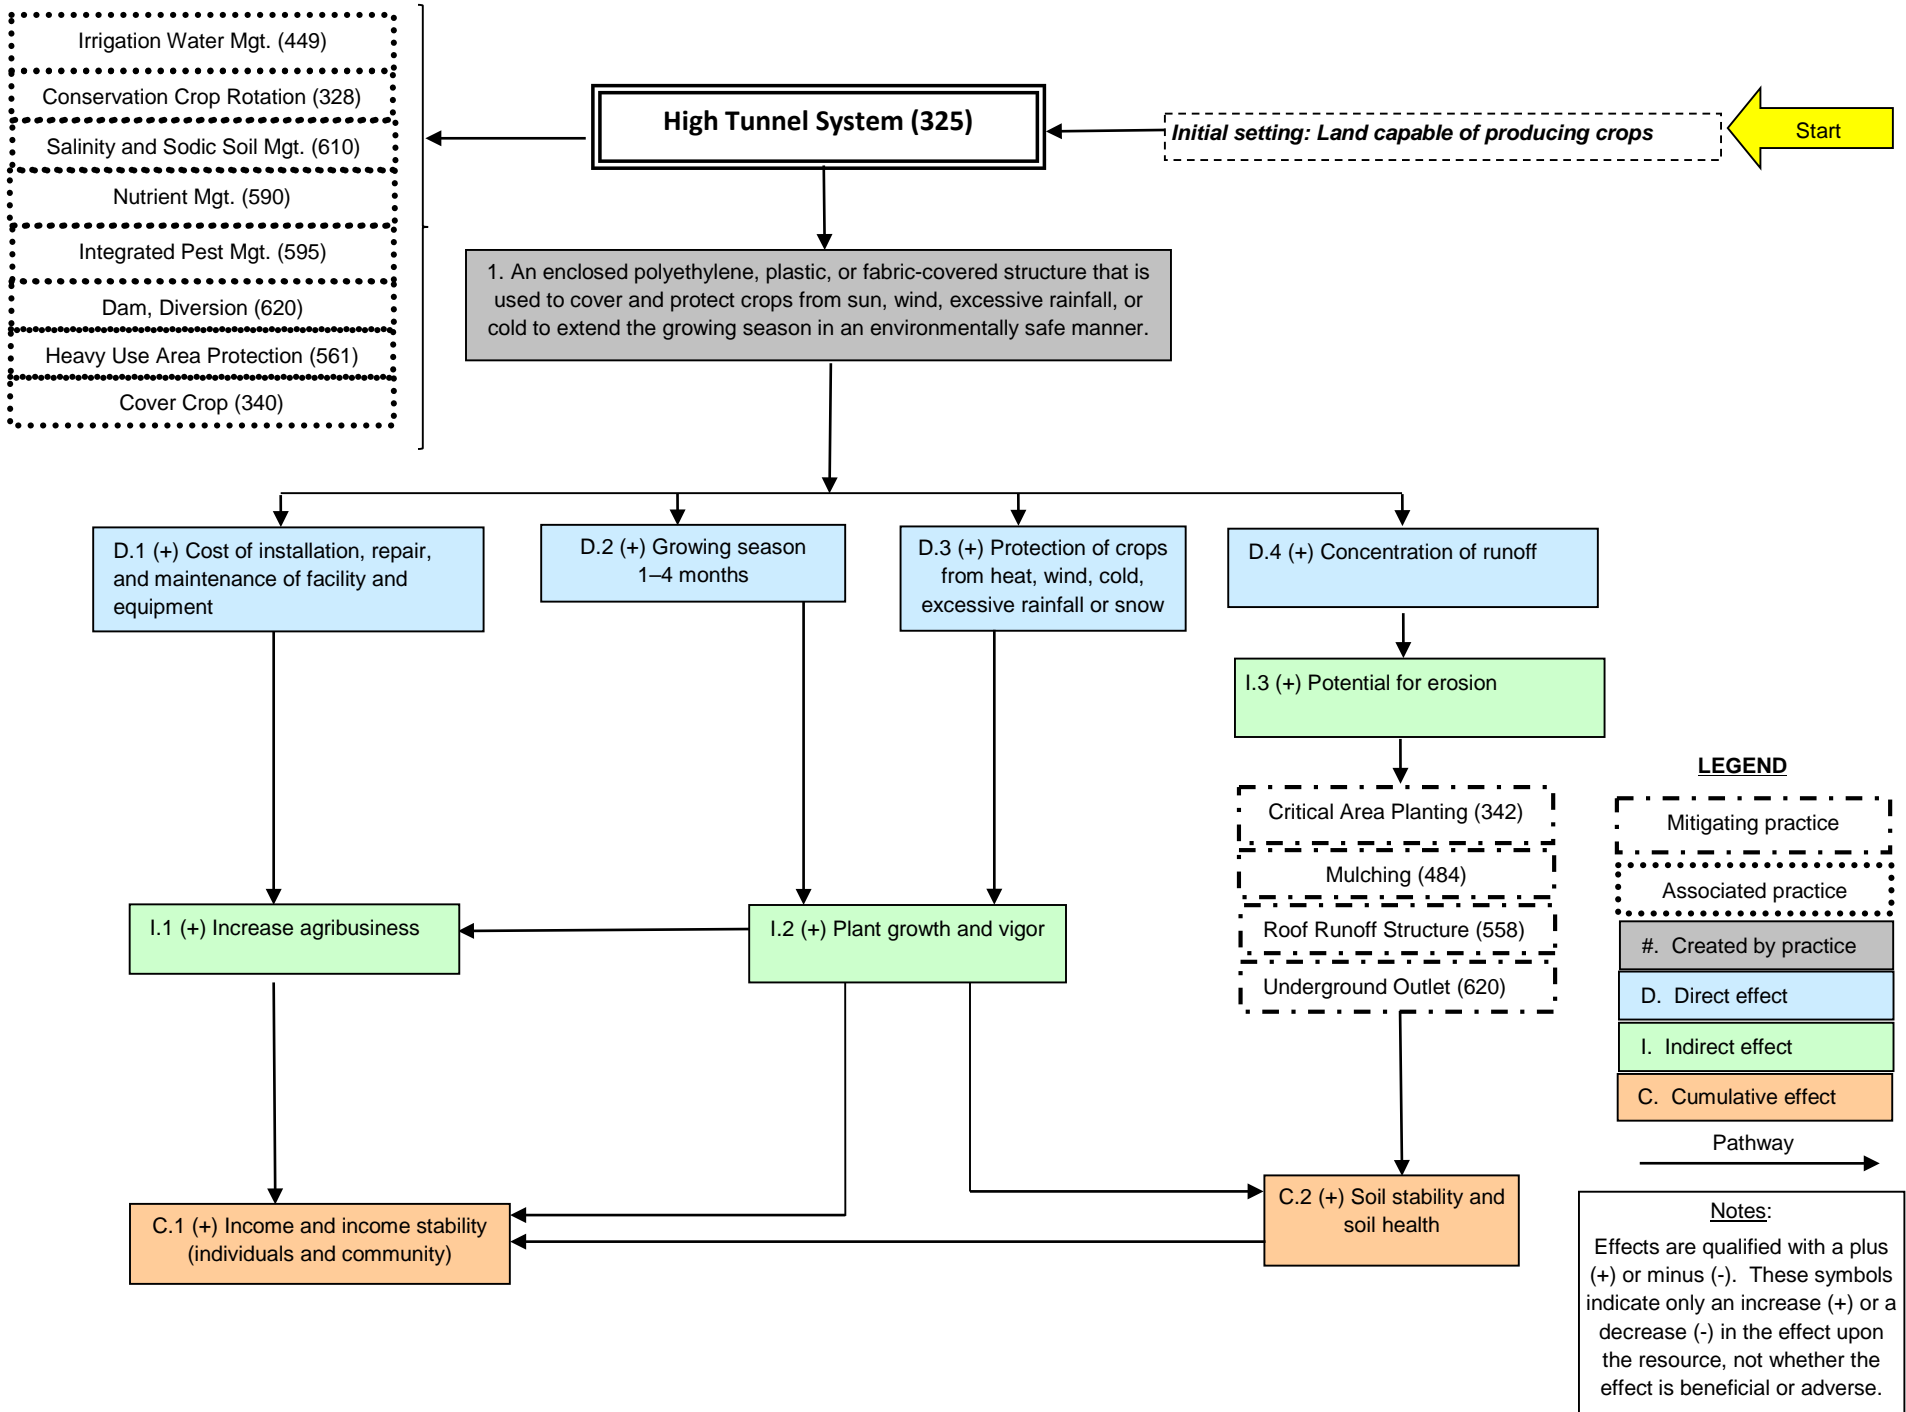 Irrigation Water Mgt. (449)
Conservation Crop Rotation (328)
Salinity and Sodic Soil Mgt. (610)
Nutrient Mgt. (590)
Integrated Pest Mgt. (595)
Dam, Diversion (620)
Heavy Use Area Protection (561)
Cover Crop (340)
High Tunnel System (325)
Initial setting: Land capable of producing crops
Start
1. An enclosed polyethylene, plastic, or fabric-covered structure that is
used to cover and protect crops from sun, wind, excessive rainfall, or
cold to extend the growing season in an environmentally safe manner.
D.1 (+) Cost of installation, repair,
and maintenance of facility and
equipment
D.2 (+) Growing season
1–4 months
D.3 (+) Protection of crops
from heat, wind, cold,
excessive rainfall or snow
D.4 (+) Concentration of runoff
I.3 (+) Potential for erosion
Critical Area Planting (342)
Mulching (484)
Roof Runoff Structure (558)
Underground Outlet (620)
I.1 (+) Increase agribusiness
I.2 (+) Plant growth and vigor
C.1 (+) Income and income stability
(individuals and community)
C.2 (+) Soil stability and
soil health
LEGEND
Mitigating practice
Associated practice
#. Created by practice
D. Direct effect
I. Indirect effect
C. Cumulative effect
Pathway
Notes:
Effects are qualified with a plus
(+) or minus (-). These symbols
indicate only an increase (+) or a
decrease (-) in the effect upon
the resource, not whether the
effect is beneficial or adverse.